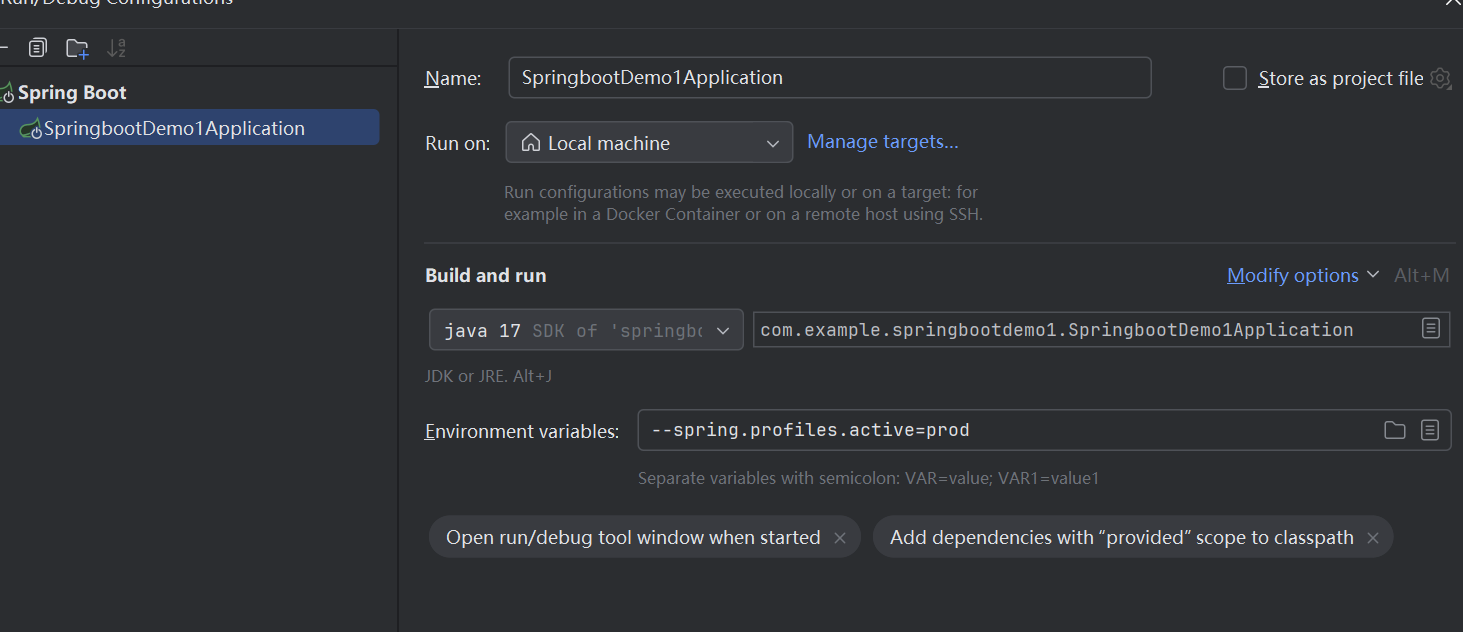 Run/Debug Configurations
Spring Boot
SpringbootDemo1Application
Name: SpringbootDemo1Application
Store as project file
Run on: Local machine Manage targets...
Run configurations may be executed locally or on a target: for
example in a Docker Container or on a remote host using SSH.
Build and run
Modify options Alt+M
java 17 SDK of 'springbo
com.example.springbootdemo1.SpringbootDemo1Application
JDK or JRE. Alt+J
Environment variables: --spring.profiles.active=prod
Separate variables with semicolon: VAR=value; VAR1=value1
Open run/debug tool window when started ×
Add dependencies with “provided” scope to classpath ×